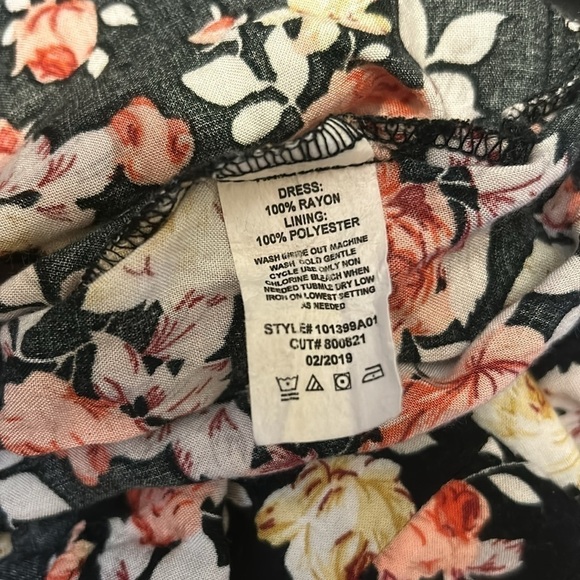 DRESS:
100% RAYON
LINING:
100% POLYESTER
WASH INSIDE OUT MACHINE
WASH COLD GENTLE
CYCLE USE ONLY NON
CHLORINE BLEACH WHEN
NEEDED TUMBLE DRY LOW
IRON ON LOWEST SETTING
AS NEEDED
STYLE# 101399A01
CUT# 800821
02/2019